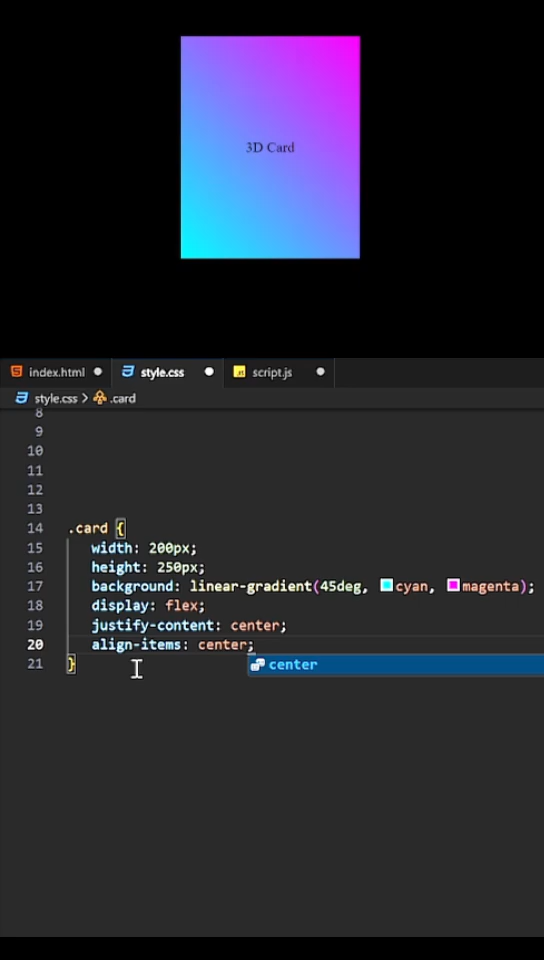 3D Card
index.html style.css script.js
style.css > .card
8
9
10
11
12
13
14 .card {
15 width: 200px;
16 height: 250px;
17 background: linear-gradient(45deg, cyan, magenta);
18 display: flex;
19 justify-content: center;
20 align-items: center;
center
21 }